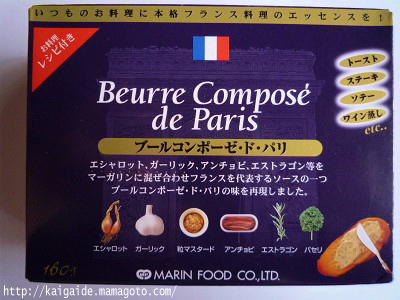 いつものお料理に本格フランス料理のエッセンスを！
お料理
レシピ付き
トースト
ステーキ
ソテー
ワイン蒸し
etc..
Beurre Composé
de Paris
ブールコンポーゼ・ド・パリ
エシャロット、ガーリック、アンチョビ、エストラゴン等を
マーガリンに混ぜ合わせフランスを代表するソースの一つ
ブールコンポーゼ・ド・パリの味を再現しました。
エシャロット ガーリック 粒マスタード アンチョビ エストラゴン パセリ
160g
MARIN FOOD CO.,LTD.
http://kaigaide.mamagoto.com/